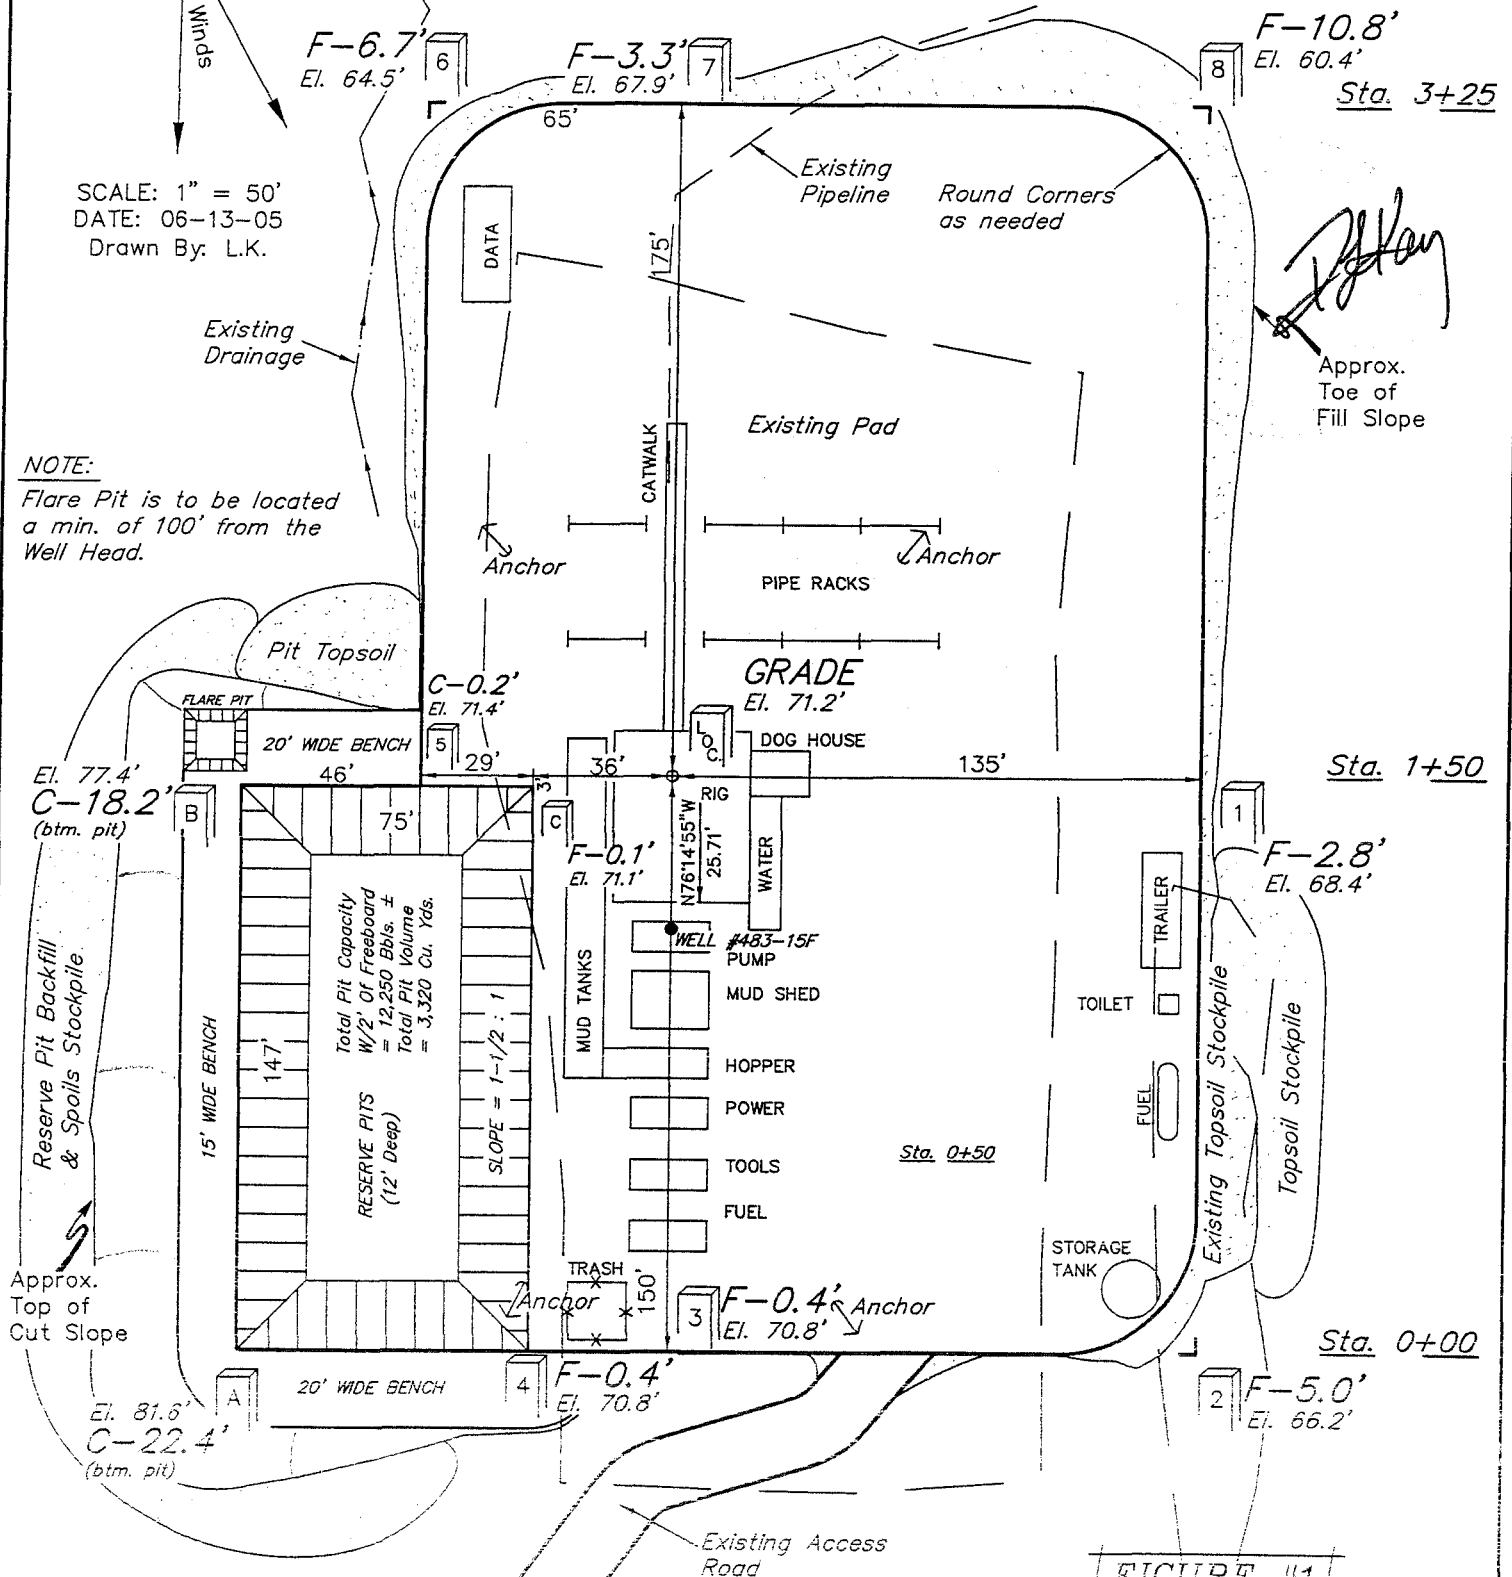 Winds
F-6.7'
El. 64.5'
6
F-3.3'
El. 67.9'
7
F-10.8'
El. 60.4'
8
Sta. 3+25
65'
SCALE: 1" = 50'
DATE: 06-13-05
Drawn By: L.K.
Existing
Pipeline
Round Corners
as needed
DATA
175'
Existing
Drainage
Approx.
Toe of
Fill Slope
Existing Pad
CATWALK
NOTE:
Flare Pit is to be located
a min. of 100' from the
Well Head.
Anchor
Anchor
PIPE RACKS
Pit Topsoil
GRADE
El. 71.2'
C-0.2'
El. 71.4'
FLARE PIT
5
LOC.
DOG HOUSE
20' WIDE BENCH
46'
29'
3'
36'
135'
Sta. 1+50
El. 77.4'
C-18.2'
(btm. pit)
B
75'
C
RIG
1
F-0.1'
El. 71.1'
N76°14'55"W
25.71'
WATER
F-2.8'
El. 68.4'
TRAILER
Total Pit Capacity
W/2' Of Freeboard
= 12,250 Bbls. ±
Total Pit Volume
= 3,320 Cu. Yds.
WELL #483-15F
PUMP
MUD SHED
MUD TANKS
TOILET
Reserve Pit Backfill
& Spoils Stockpile
15' WIDE BENCH
147'
RESERVE PITS
(12' Deep)
SLOPE = 1-1/2 : 1
HOPPER
POWER
FUEL
Existing Topsoil Stockpile
Topsoil Stockpile
Sta. 0+50
TOOLS
FUEL
STORAGE
TANK
TRASH
Approx.
Top of
Cut Slope
Anchor
150'
3
F-0.4'
El. 70.8'
Anchor
Sta. 0+00
A
20' WIDE BENCH
4
F-0.4'
El. 70.8'
2
F-5.0'
El. 66.2'
El. 81.6'
C-22.4'
(btm. pit)
Existing Access
Road
FIGURE #1